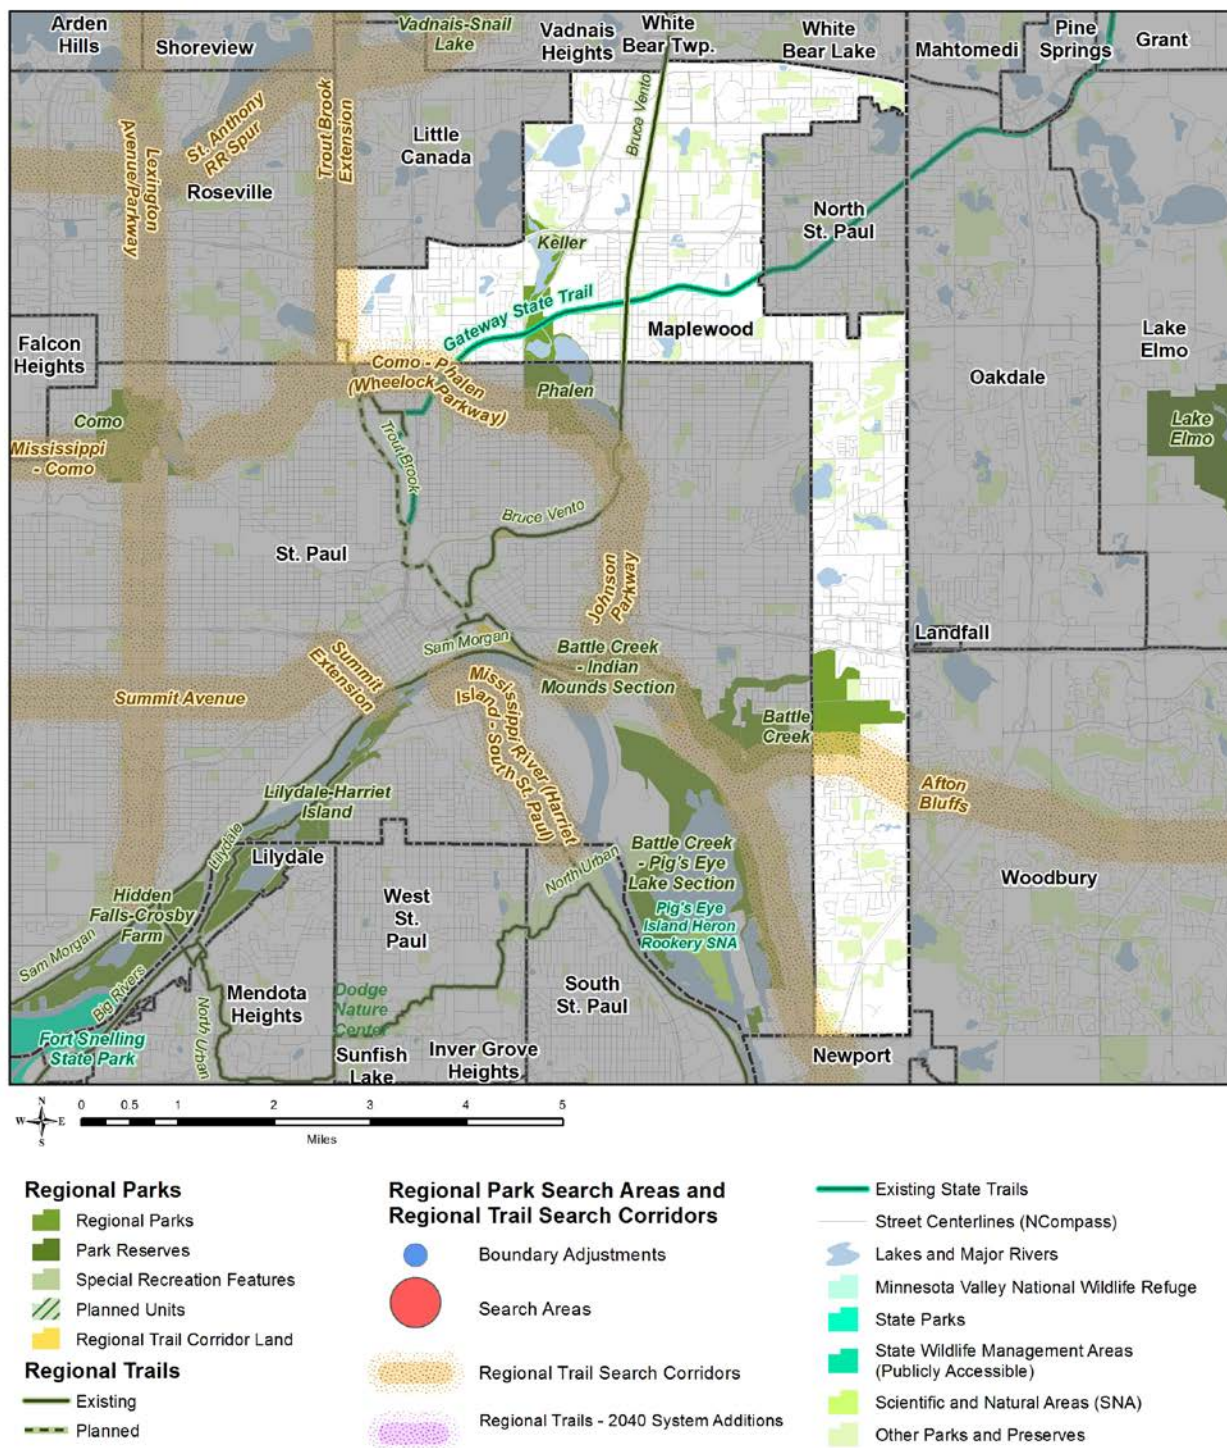 Arden
Hills
Shoreview
Vadnais-Snail
Lake
Vadnais
Heights
White
Bear Twp.
White
Bear Lake
Mahtomedi
Pine
Springs
Grant
St. Anthony
RR Spur
Trout Brook
Extension
Lexington
Avenue/Parkway
Little
Canada
Roseville
Bruce Vento
North
St. Paul
Keller
Gateway State Trail
Maplewood
Falcon
Heights
Lake
Elmo
Oakdale
Como - Phalen
(Wheelock Parkway)
Phalen
Como
Lake
Elmo
Mississippi
- Como
Trout Brook
Bruce Vento
St. Paul
Johnson
Parkway
Landfall
Sam Morgan
Battle Creek
- Indian
Mounds Section
Summit
Extension
Summit Avenue
Mississippi River (Harriet
Island - South St. Paul)
Battle
Creek
Afton
Bluffs
Lilydale-Harriet
Island
Lilydale
Lilydale
North Urban
Battle Creek
- Pig's Eye
Lake Section
Woodbury
Hidden
Falls-Crosby
Farm
West
St.
Paul
Pig's Eye
Island Heron
Rookery SNA
Sam Morgan
Big Rivers
North Urban
Mendota
Heights
Dodge
Nature
Center
South
St. Paul
Fort Snelling
State Park
Sunfish
Lake
Inver Grove
Heights
Newport
N
W E
S
0 0.5 1 2 3 4 5
Miles
Regional Parks
Regional Parks
Park Reserves
Special Recreation Features
Planned Units
Regional Trail Corridor Land
Regional Trails
Existing
Planned
Regional Park Search Areas and
Regional Trail Search Corridors
Boundary Adjustments
Search Areas
Regional Trail Search Corridors
Regional Trails - 2040 System Additions
Existing State Trails
Street Centerlines (NCompass)
Lakes and Major Rivers
Minnesota Valley National Wildlife Refuge
State Parks
State Wildlife Management Areas
(Publicly Accessible)
Scientific and Natural Areas (SNA)
Other Parks and Preserves